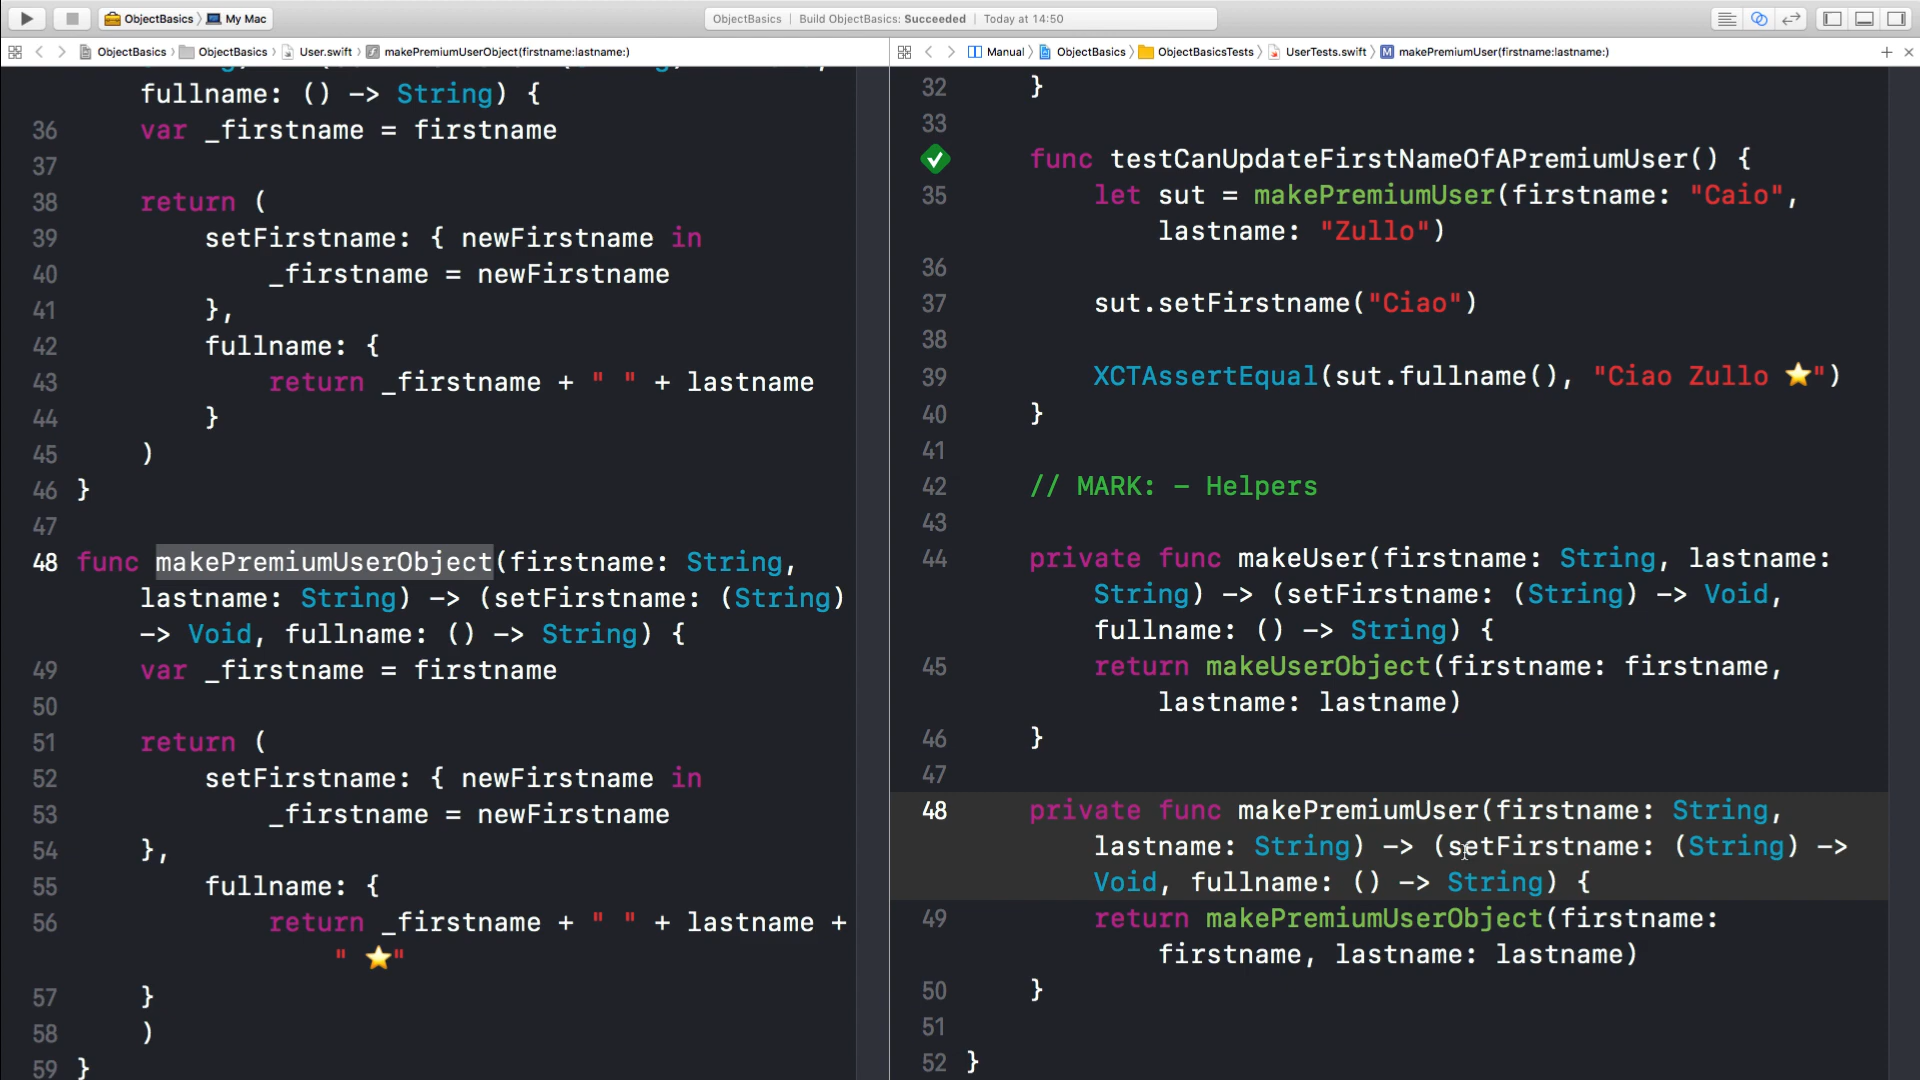 ObjectBasics › My Mac
ObjectBasics | Build ObjectBasics: Succeeded | Today at 14:50
ObjectBasics › ObjectBasics › User.swift › makePremiumUserObject(firstname:lastname:)
fullname: () -> String) {
36 var _firstname = firstname
37
38 return (
39 setFirstname: { newFirstname in
40 _firstname = newFirstname
41 },
42 fullname: {
43 return _firstname + " " + lastname
44 }
45 )
46 }
47
48 func makePremiumUserObject(firstname: String,
lastname: String) -> (setFirstname: (String)
-> Void, fullname: () -> String) {
49 var _firstname = firstname
50
51 return (
52 setFirstname: { newFirstname in
53 _firstname = newFirstname
54 },
55 fullname: {
56 return _firstname + " " + lastname +
" ⭐"
57 }
58 )
59 }
Manual › ObjectBasics › ObjectBasicsTests › UserTests.swift › M makePremiumUser(firstname:lastname:)
32 }
33
func testCanUpdateFirstNameOfAPremiumUser() {
35 let sut = makePremiumUser(firstname: "Caio",
lastname: "Zullo")
36
37 sut.setFirstname("Ciao")
38
39 XCTAssertEqual(sut.fullname(), "Ciao Zullo ⭐")
40 }
41
42 // MARK: - Helpers
43
44 private func makeUser(firstname: String, lastname:
String) -> (setFirstname: (String) -> Void,
fullname: () -> String) {
45 return makeUserObject(firstname: firstname,
lastname: lastname)
46 }
47
48 private func makePremiumUser(firstname: String,
lastname: String) -> (setFirstname: (String) ->
Void, fullname: () -> String) {
49 return makePremiumUserObject(firstname:
firstname, lastname: lastname)
50 }
51
52 }